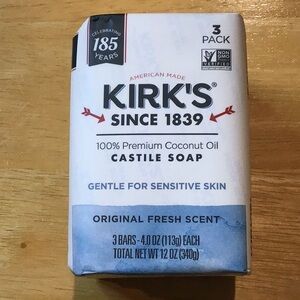 CELEBRATING
185
YEARS
3
PACK
NON
GMO
VERIFIED
AMERICAN MADE
KIRK'S®
SINCE 1839
100% Premium Coconut Oil
CASTILE SOAP
GENTLE FOR SENSITIVE SKIN
ORIGINAL FRESH SCENT
3 BARS - 4.0 OZ (113g) EACH
TOTAL NET WT 12 OZ (340g)